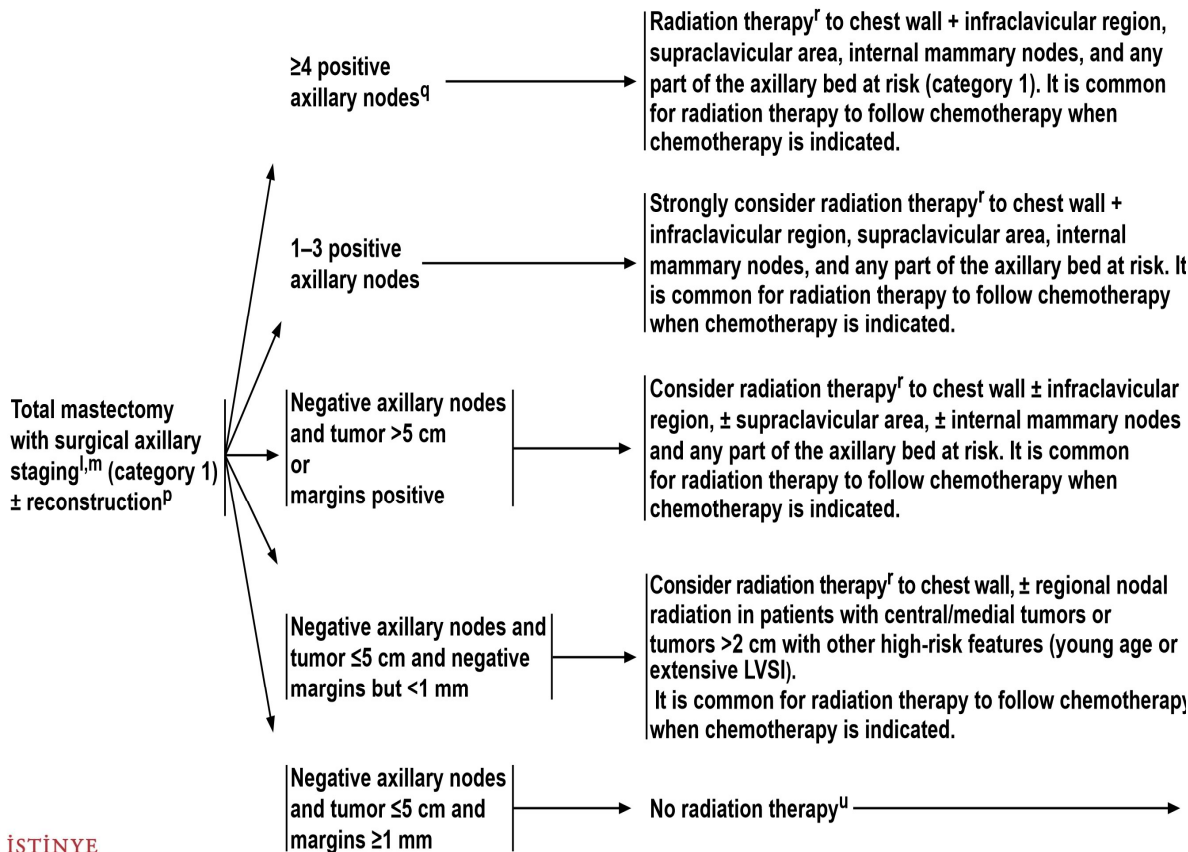 ≥4 positive
axillary nodesq
Radiation therapyr to chest wall + infraclavicular region,
supraclavicular area, internal mammary nodes, and any
part of the axillary bed at risk (category 1). It is common
for radiation therapy to follow chemotherapy when
chemotherapy is indicated.
1–3 positive
axillary nodes
Strongly consider radiation therapyr to chest wall +
infraclavicular region, supraclavicular area, internal
mammary nodes, and any part of the axillary bed at risk. It
is common for radiation therapy to follow chemotherapy
when chemotherapy is indicated.
Total mastectomy
with surgical axillary
stagingl,m (category 1)
± reconstructionp
Negative axillary nodes
and tumor >5 cm
or
margins positive
Consider radiation therapyr to chest wall ± infraclavicular
region, ± supraclavicular area, ± internal mammary nodes
and any part of the axillary bed at risk. It is common
for radiation therapy to follow chemotherapy when
chemotherapy is indicated.
Negative axillary nodes and
tumor ≤5 cm and negative
margins but <1 mm
Consider radiation therapyr to chest wall, ± regional nodal
radiation in patients with central/medial tumors or
tumors >2 cm with other high-risk features (young age or
extensive LVSI).
It is common for radiation therapy to follow chemotherapy
when chemotherapy is indicated.
Negative axillary nodes
and tumor ≤5 cm and
margins ≥1 mm
No radiation therapyu
İSTİNYE